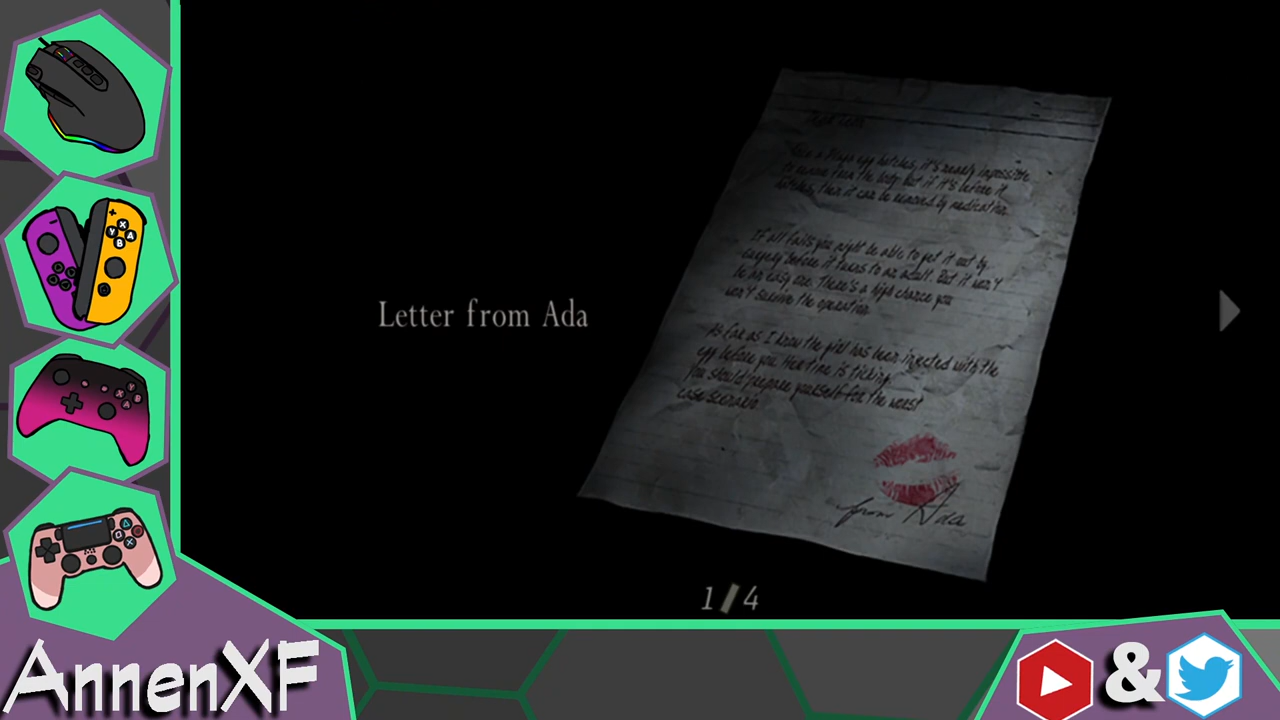 Dear Leon
Once a Plaga egg hatches, it's nearly impossible
to remove from the body. But if it's before it
hatches, then it can be removed by medication.
If all fails you might be able to get it out by
surgery before it turns to an adult. But it won't
be an easy one. There's a high chance you
won't survive the operation.
As far as I know the girl has been injected with the
egg before you. Her time is ticking.
You should prepare yourself for the worst
case scenario.
from Ada
Letter from Ada
1/4
X
Y A
B
AnnenXF
&